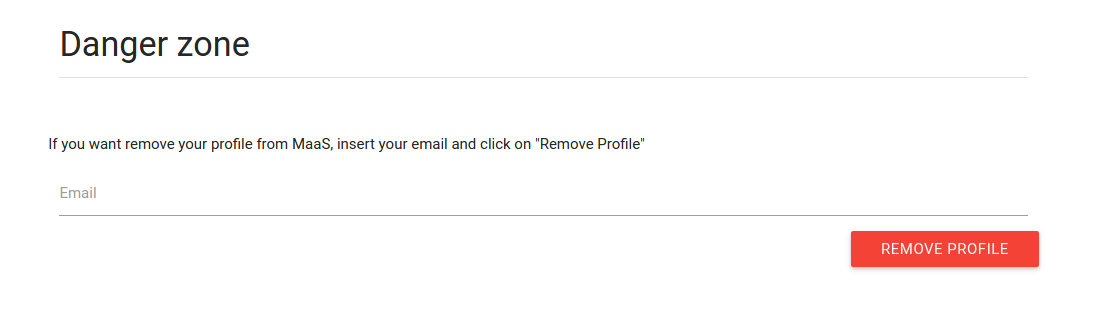 Danger zone
If you want remove your profile from MaaS, insert your email and click on "Remove Profile"
Email
REMOVE PROFILE